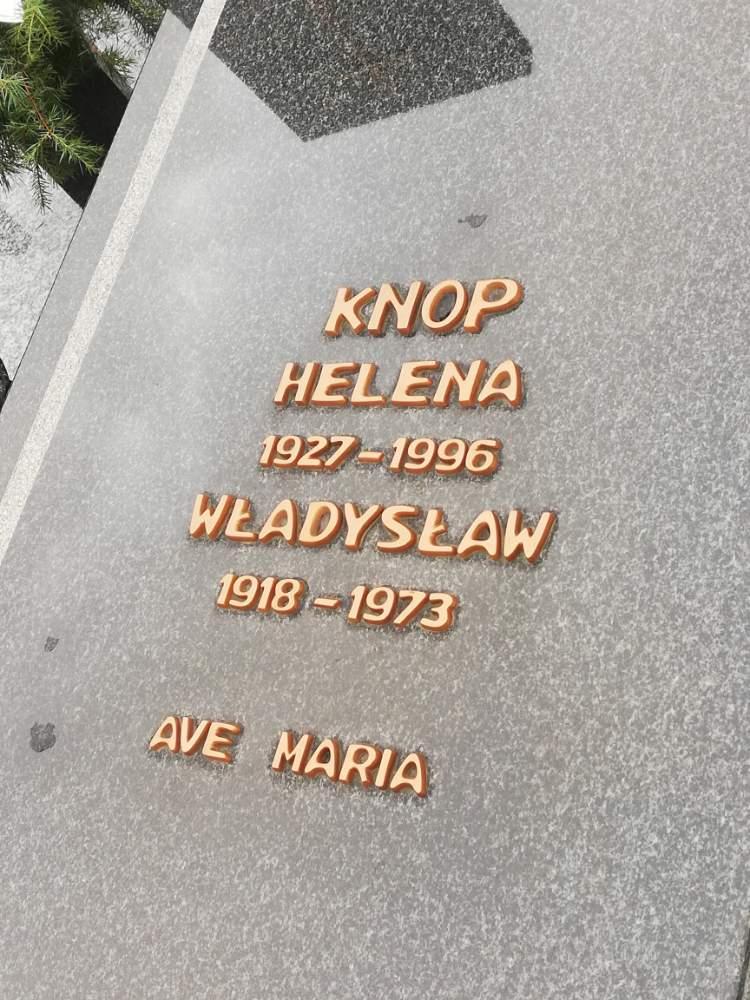 KNOP
HELENA
1927-1996
WŁADYSŁAW
1918-1973
AVE MARIA